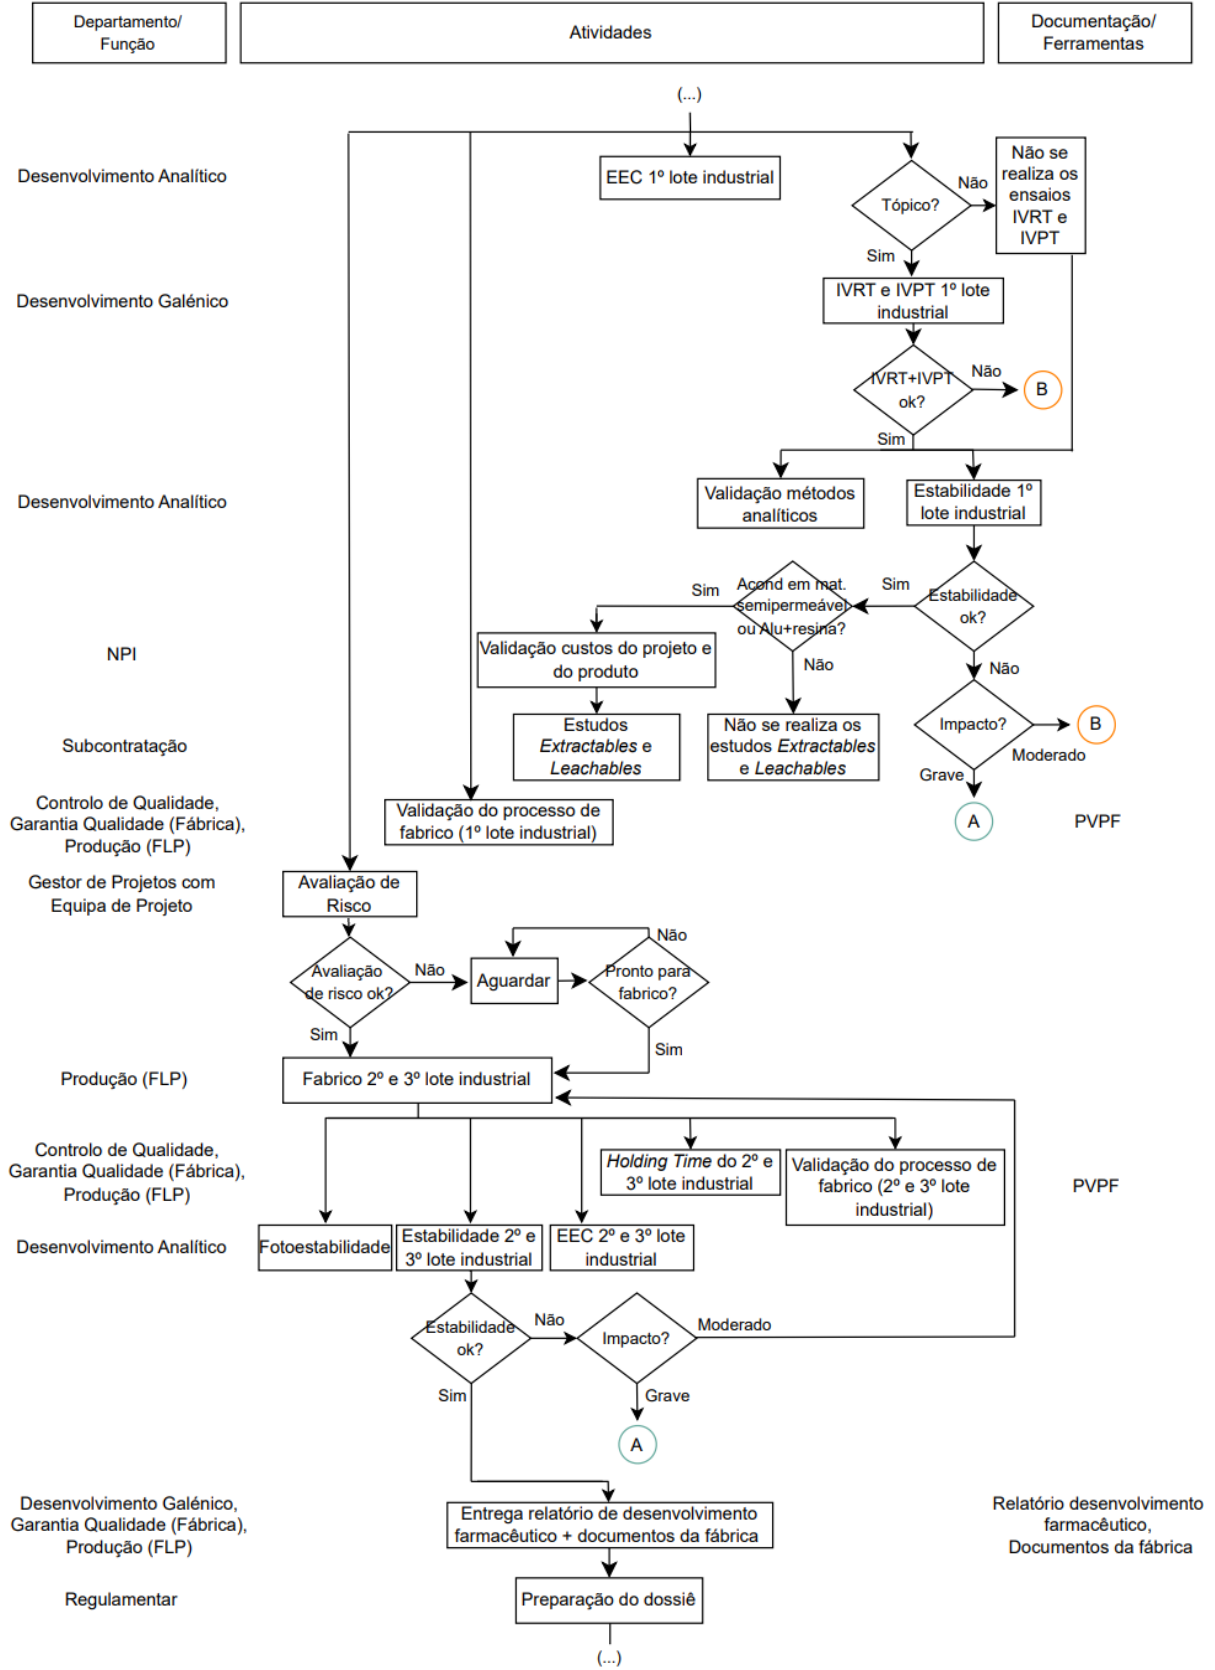 Departamento/
Função
Atividades
Documentação/
Ferramentas
(...)
Desenvolvimento Analítico
EEC 1º lote industrial
Tópico?
Não
Não se
realiza os
ensaios
IVRT e
IVPT
Sim
Desenvolvimento Galénico
IVRT e IVPT 1º lote
industrial
IVRT+IVPT
ok?
Não
B
Sim
Desenvolvimento Analítico
Validação métodos
analíticos
Estabilidade 1º
lote industrial
Sim
Acond em mat.
semipermeável
ou Alu+resina?
Sim
Estabilidade
ok?
NPI
Validação custos do projeto e
do produto
Não
Não
Subcontratação
Estudos
Extractables e
Leachables
Não se realiza os
estudos Extractables
e Leachables
Impacto?
B
Moderado
Grave
A
Controlo de Qualidade,
Garantia Qualidade (Fábrica),
Produção (FLP)
Validação do processo de
fabrico (1º lote industrial)
PVPF
Gestor de Projetos com
Equipa de Projeto
Avaliação de
Risco
Avaliação
de risco ok?
Não
Aguardar
Não
Pronto para
fabrico?
Sim
Sim
Produção (FLP)
Fabrico 2º e 3º lote industrial
Controlo de Qualidade,
Garantia Qualidade (Fábrica),
Produção (FLP)
Holding Time do 2º e
3º lote industrial
Validação do processo de
fabrico (2º e 3º lote
industrial)
PVPF
Desenvolvimento Analítico
Fotoestabilidade
Estabilidade 2º e
3º lote industrial
EEC 2º e 3º lote
industrial
Estabilidade
ok?
Não
Impacto?
Moderado
Sim
Grave
A
Desenvolvimento Galénico,
Garantia Qualidade (Fábrica),
Produção (FLP)
Entrega relatório de desenvolvimento
farmacêutico + documentos da fábrica
Relatório desenvolvimento
farmacêutico,
Documentos da fábrica
Regulamentar
Preparação do dossiê
(...)